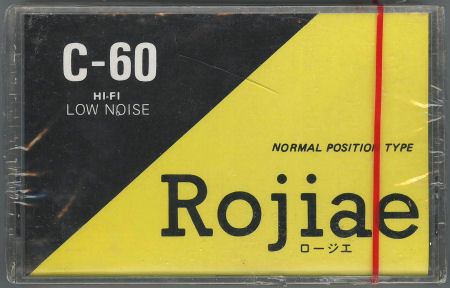 C-60
HI-FI
LOW NOISE
NORMAL POSITION TYPE
Rojiae
ロージエ